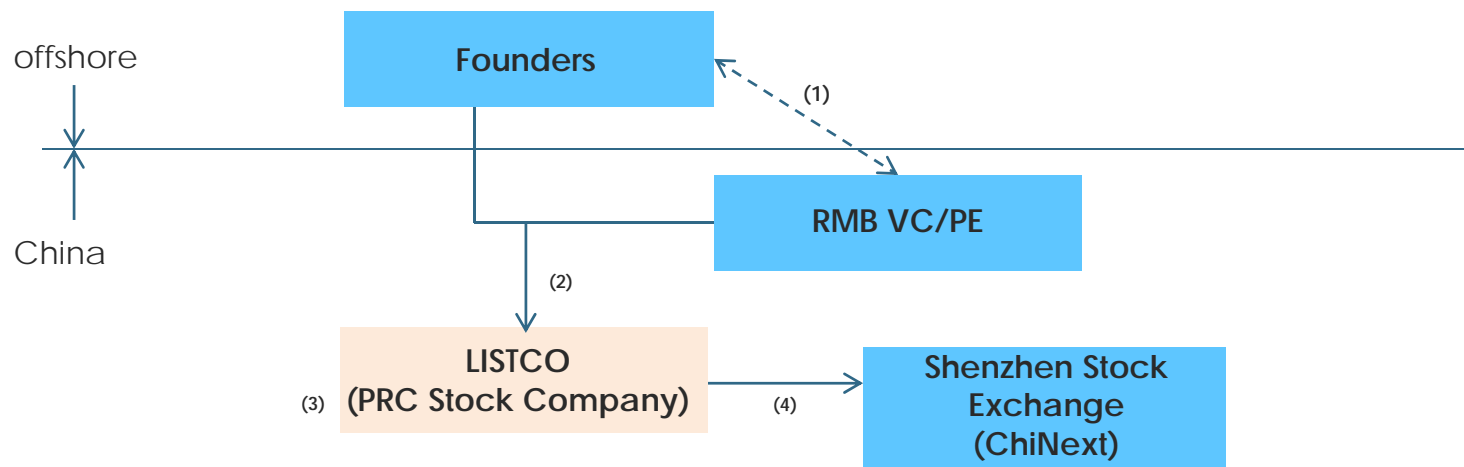 offshore
Founders
(1)
RMB VC/PE
China
(2)
LISTCO
(3) (PRC Stock Company)
(4)
Shenzhen Stock
Exchange
(ChiNext)